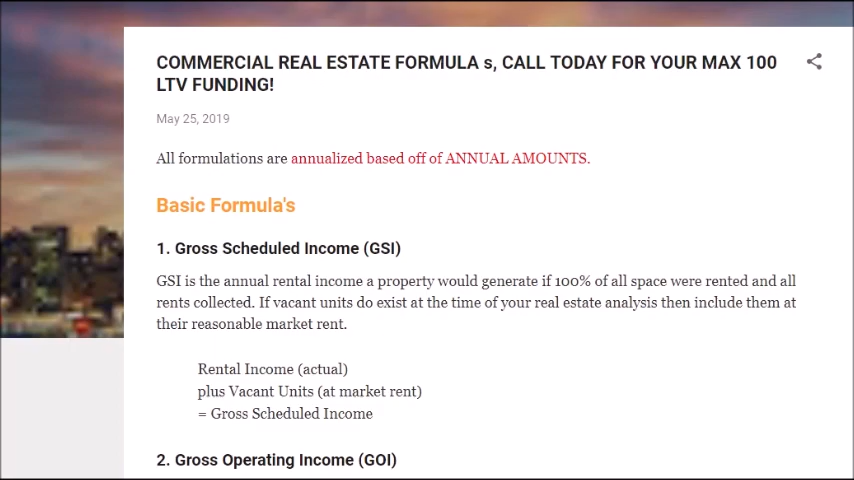 COMMERCIAL REAL ESTATE FORMULA s, CALL TODAY FOR YOUR MAX 100
LTV FUNDING!
May 25, 2019
All formulations are annualized based off of ANNUAL AMOUNTS.
Basic Formula's
1. Gross Scheduled Income (GSI)
GSI is the annual rental income a property would generate if 100% of all space were rented and all
rents collected. If vacant units do exist at the time of your real estate analysis then include them at
their reasonable market rent.
Rental Income (actual)
plus Vacant Units (at market rent)
= Gross Scheduled Income
2. Gross Operating Income (GOI)